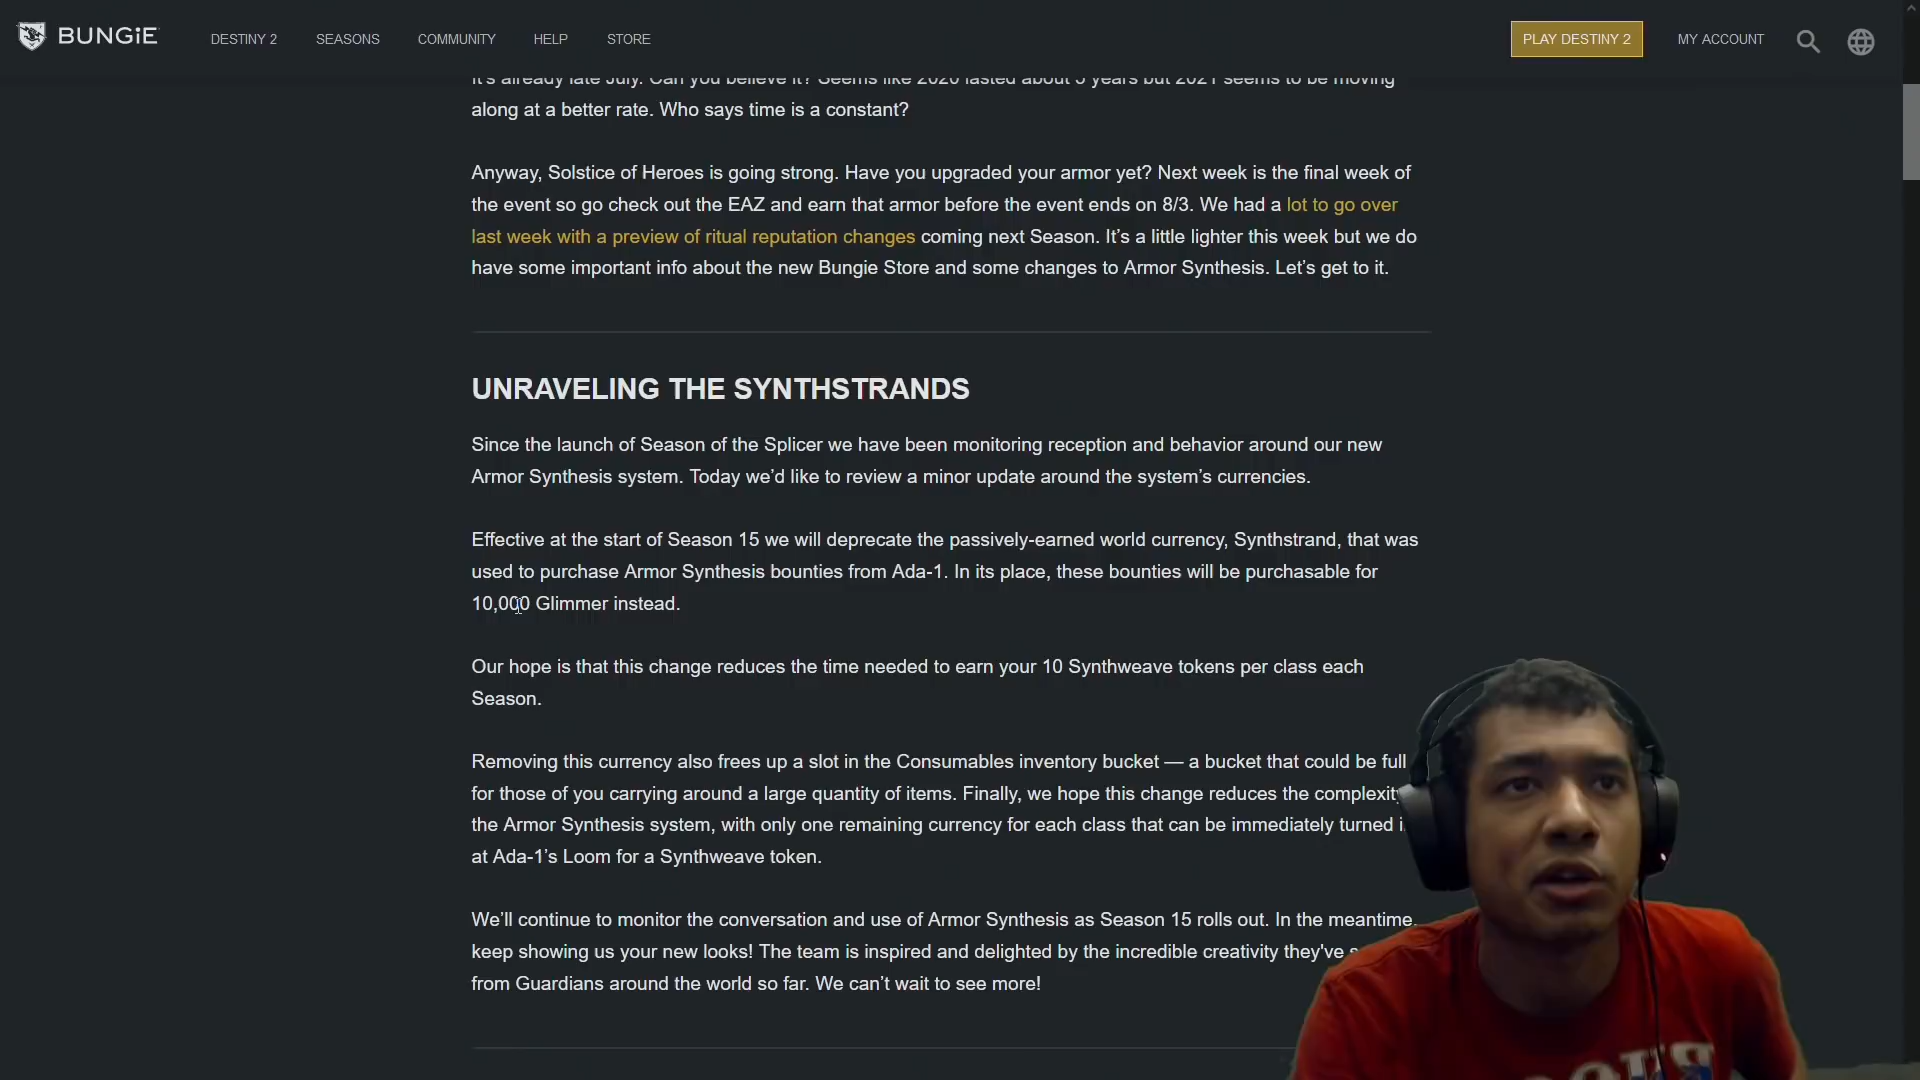 BUNGiE
DESTINY 2
SEASONS
COMMUNITY
HELP
STORE
PLAY DESTINY 2
MY ACCOUNT
It's already late July. Can you believe it? Seems like 2020 lasted about 5 years but 2021 seems to be moving
along at a better rate. Who says time is a constant?
Anyway, Solstice of Heroes is going strong. Have you upgraded your armor yet? Next week is the final week of
the event so go check out the EAZ and earn that armor before the event ends on 8/3. We had a lot to go over
last week with a preview of ritual reputation changes coming next Season. It's a little lighter this week but we do
have some important info about the new Bungie Store and some changes to Armor Synthesis. Let's get to it.
UNRAVELING THE SYNTHSTRANDS
Since the launch of Season of the Splicer we have been monitoring reception and behavior around our new
Armor Synthesis system. Today we'd like to review a minor update around the system's currencies.
Effective at the start of Season 15 we will deprecate the passively-earned world currency, Synthstrand, that was
used to purchase Armor Synthesis bounties from Ada-1. In its place, these bounties will be purchasable for
10,000 Glimmer instead.
Our hope is that this change reduces the time needed to earn your 10 Synthweave tokens per class each
Season.
Removing this currency also frees up a slot in the Consumables inventory bucket — a bucket that could be full
for those of you carrying around a large quantity of items. Finally, we hope this change reduces the complexity
the Armor Synthesis system, with only one remaining currency for each class that can be immediately turned
at Ada-1's Loom for a Synthweave token.
We'll continue to monitor the conversation and use of Armor Synthesis as Season 15 rolls out. In the meantime,
keep showing us your new looks! The team is inspired and delighted by the incredible creativity they've
from Guardians around the world so far. We can't wait to see more!